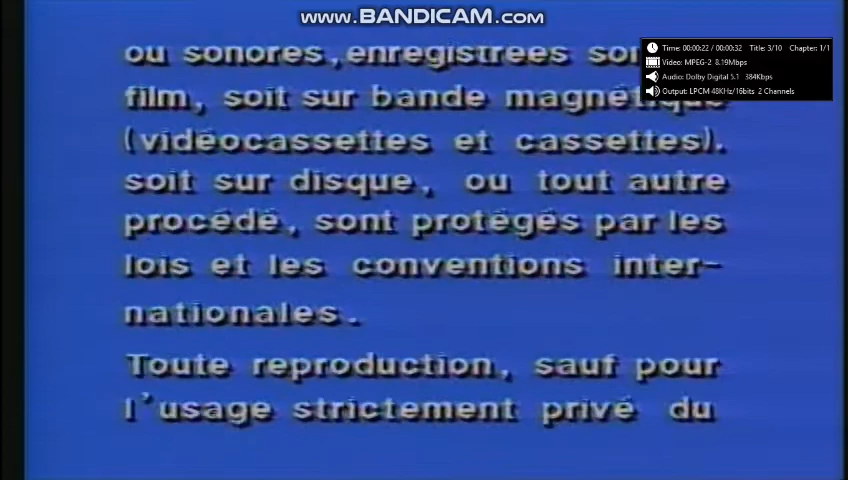 www.BANDICAM.com
ou sonores, enregistrees
Time: 00:00:22 / 00:00:32 Title: 3/10 Chapter: 1/1
Video: MPEG-2 8.19Mbps
Audio: Dolby Digital 5.1 384Kbps
Output: LPCM 48KHz/16bits 2 Channels
film, soit sur bande magnétique
(vidéocassettes et cassettes).
soit sur disque, ou tout autre
procédé, sont protégés par les
lois et les conventions inter-
nationales.
Toute reproduction, sauf pour
l'usage strictement privé du